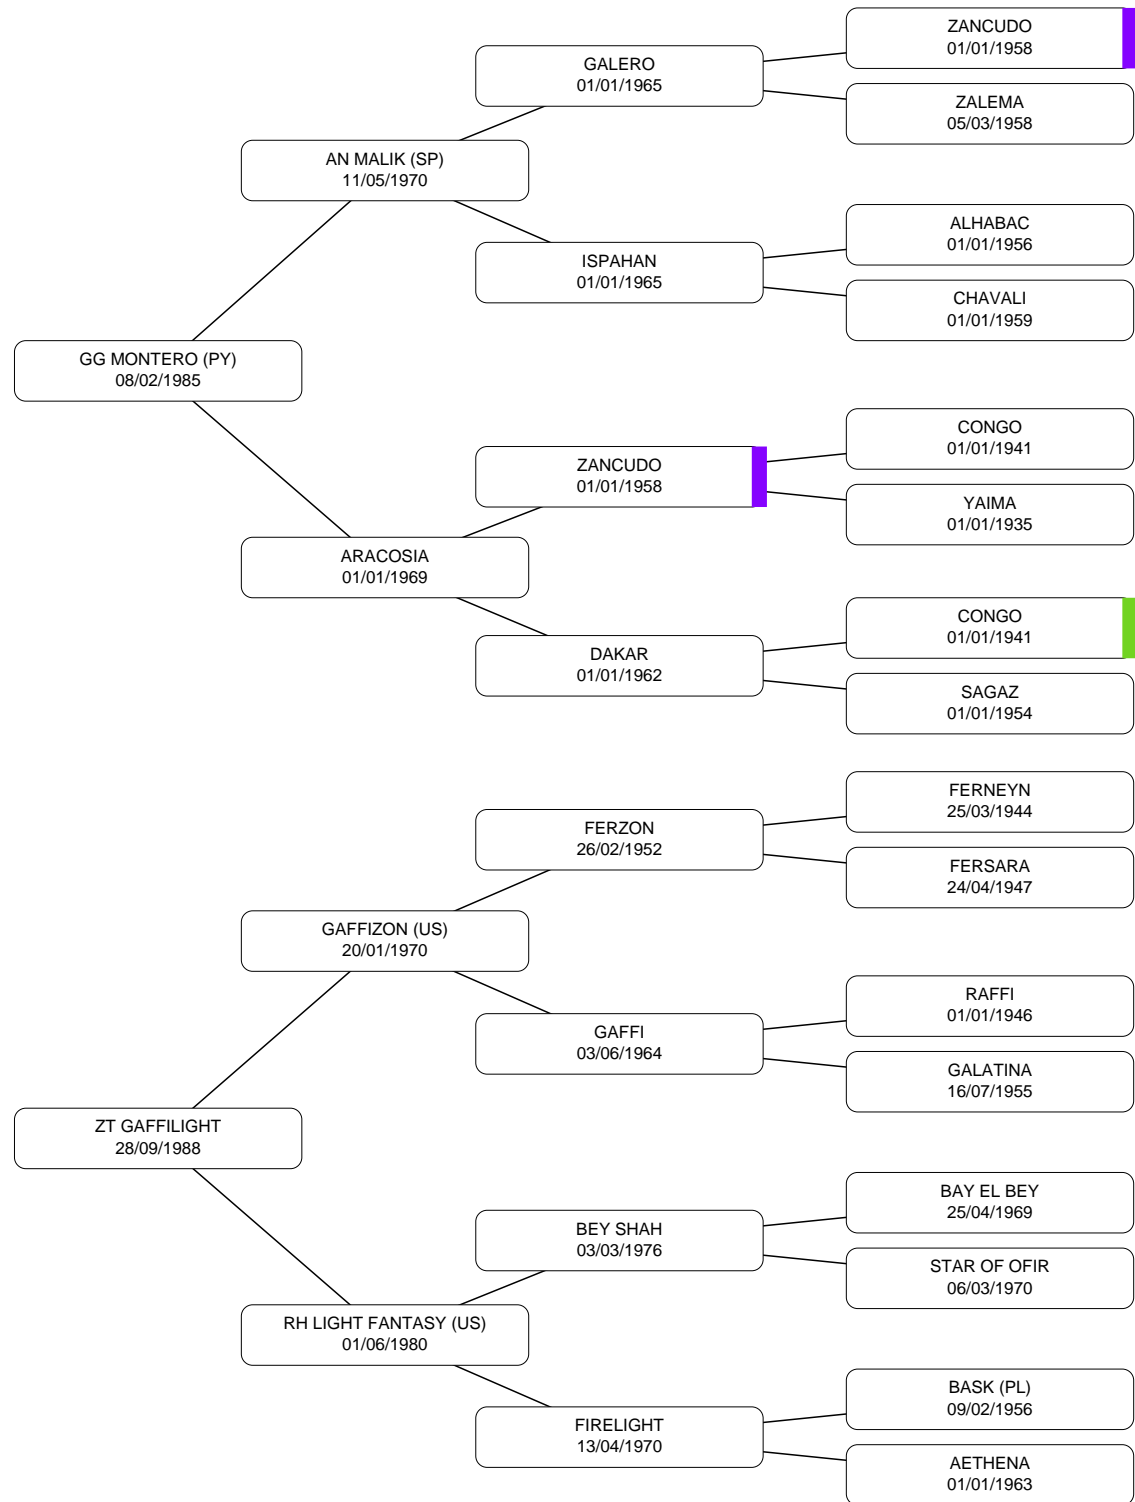 ZANCUDO
01/01/1958
GALERO
01/01/1965
ZALEMA
05/03/1958
AN MALIK (SP)
11/05/1970
ALHABAC
01/01/1956
ISPAHAN
01/01/1965
CHAVALI
01/01/1959
GG MONTERO (PY)
08/02/1985
CONGO
01/01/1941
ZANCUDO
01/01/1958
YAIMA
01/01/1935
ARACOSIA
01/01/1969
CONGO
01/01/1941
DAKAR
01/01/1962
SAGAZ
01/01/1954
FERNEYN
25/03/1944
FERZON
26/02/1952
FERSARA
24/04/1947
GAFFIZON (US)
20/01/1970
RAFFI
01/01/1946
GAFFI
03/06/1964
GALATINA
16/07/1955
ZT GAFFILIGHT
28/09/1988
BAY EL BEY
25/04/1969
BEY SHAH
03/03/1976
STAR OF OFIR
06/03/1970
RH LIGHT FANTASY (US)
01/06/1980
BASK (PL)
09/02/1956
FIRELIGHT
13/04/1970
AETHENA
01/01/1963